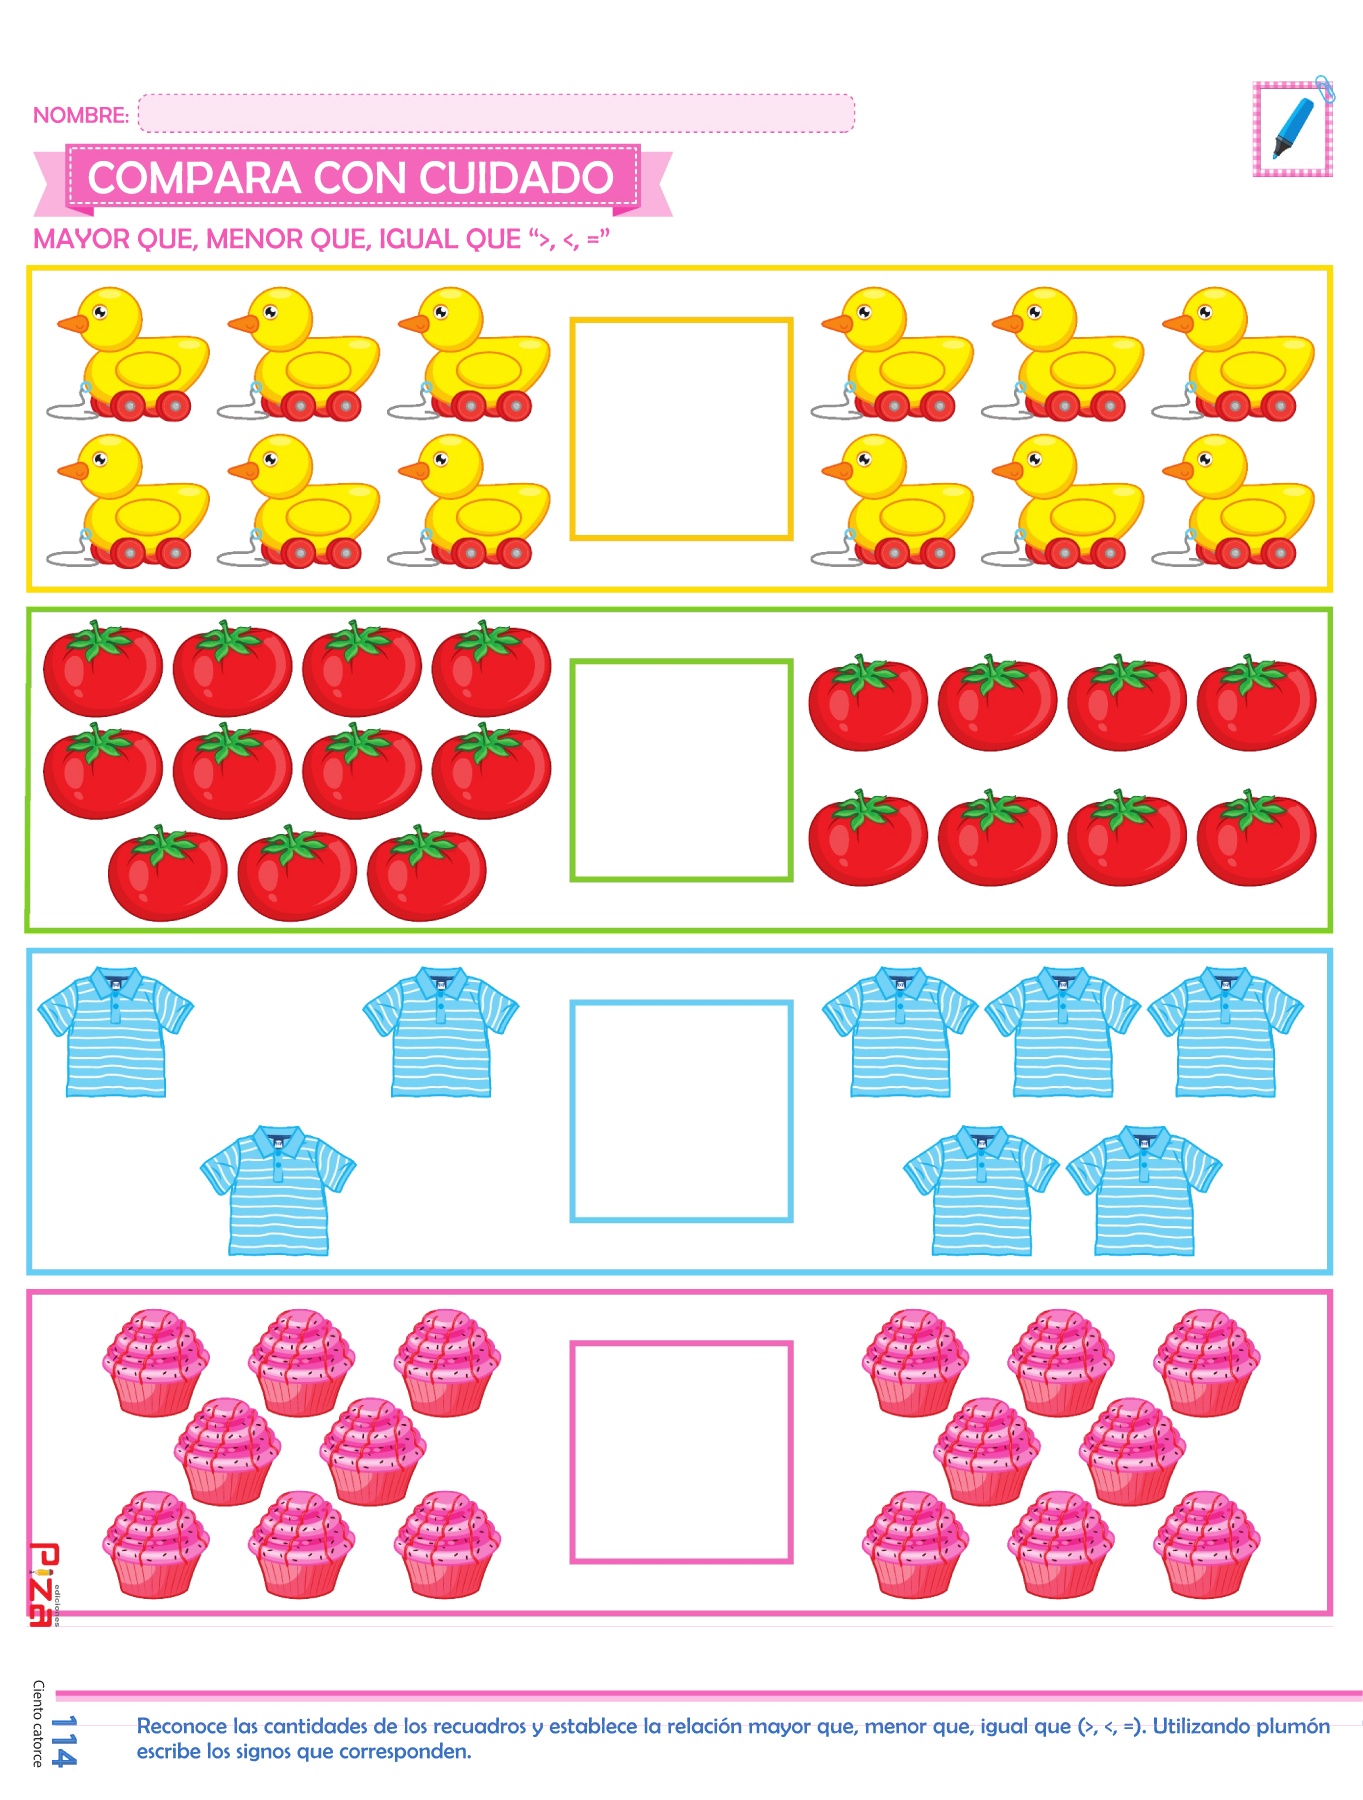 NOMBRE:
COMPARA CON CUIDADO
MAYOR QUE, MENOR QUE, IGUAL QUE “>, <, =”
Piza
ediciones
Ciento catorce
114
Reconoce las cantidades de los recuadros y establece la relación mayor que, menor que, igual que (>, <, =). Utilizando plumón
escribe los signos que corresponden.